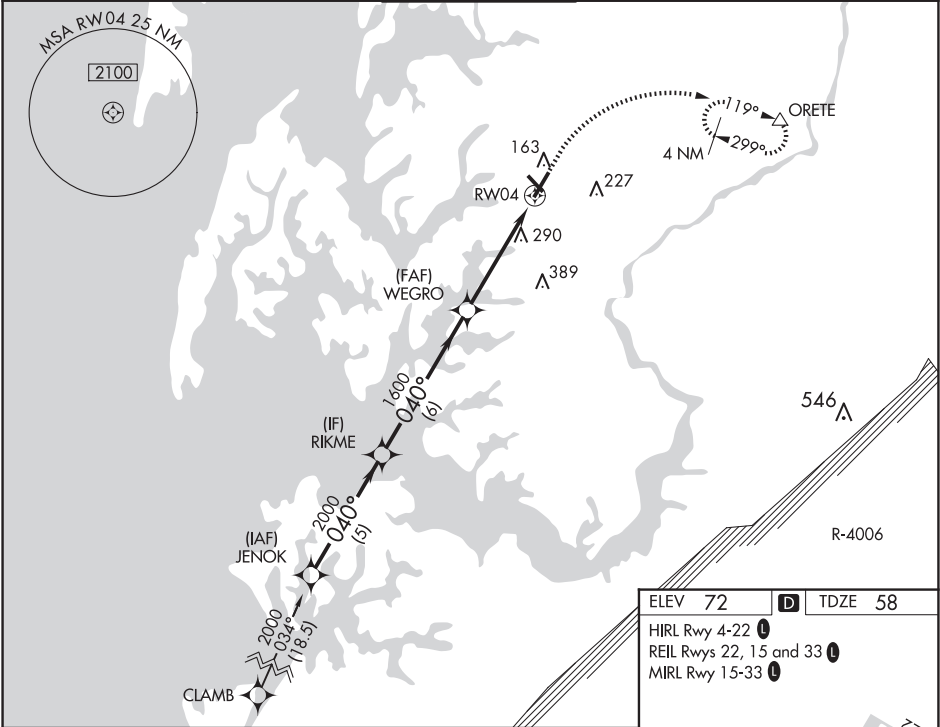 MSA RW04 25 NM
2100
119°
ORETE
4 NM
299°
163
227
RW04
290
389
(FAF)
WEGRO
1600
040°
(6)
546
(IF)
RIKME
2000
040°
(5)
R-4006
(IAF)
JENOK
2000
034°
(18.5)
CLAMB
ELEV 72 D TDZE 58
HIRL Rwy 4-22 L
REIL Rwys 22, 15 and 33 L
MIRL Rwy 15-33 L